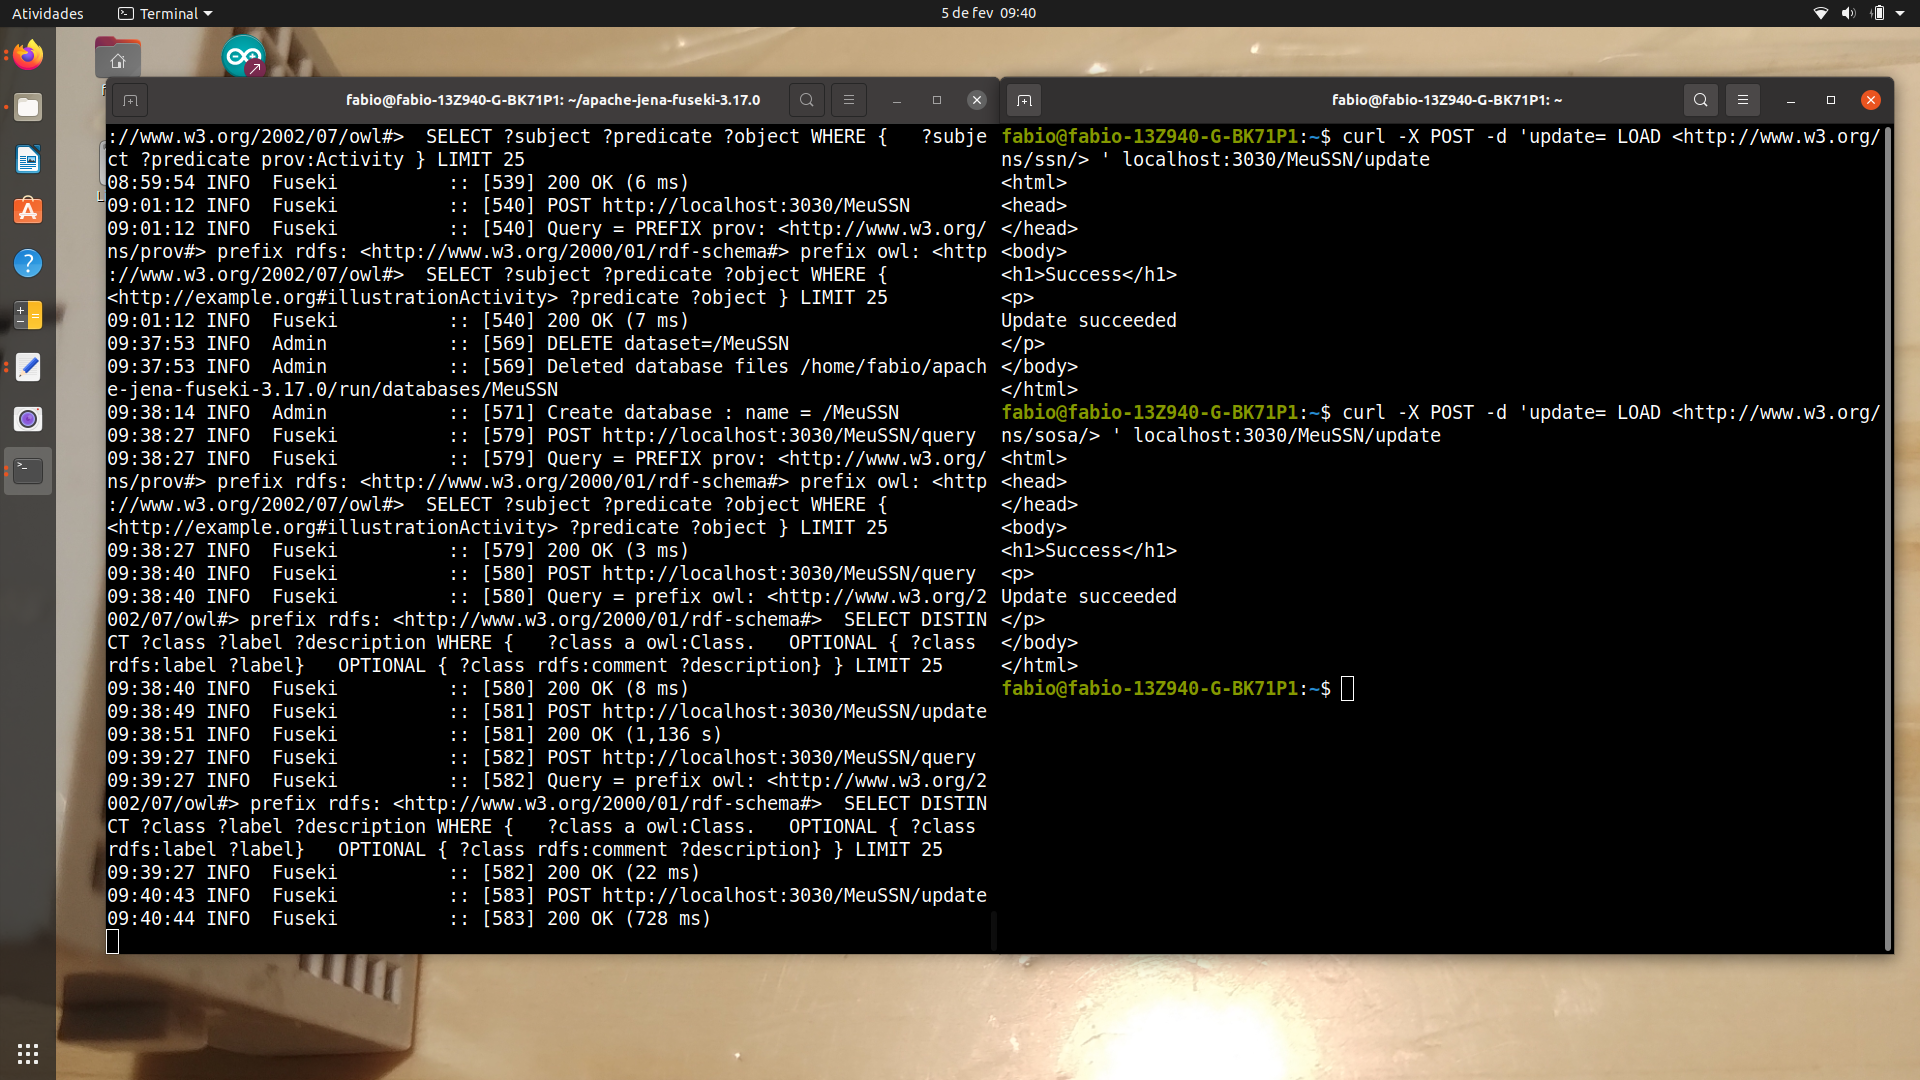 Atividades
Terminal
5 de fev 09:40
fabio@fabio-13Z940-G-BK71P1: ~/apache-jena-fuseki-3.17.0
://www.w3.org/2002/07/owl#>  SELECT ?subject ?predicate ?object WHERE {   ?subje
ct ?predicate prov:Activity } LIMIT 25
08:59:54 INFO  Fuseki          :: [539] 200 OK (6 ms)
09:01:12 INFO  Fuseki          :: [540] POST http://localhost:3030/MeuSSN
09:01:12 INFO  Fuseki          :: [540] Query = PREFIX prov: <http://www.w3.org/
ns/prov#> prefix rdfs: <http://www.w3.org/2000/01/rdf-schema#> prefix owl: <http
://www.w3.org/2002/07/owl#>  SELECT ?subject ?predicate ?object WHERE {
<http://example.org#illustrationActivity> ?predicate ?object } LIMIT 25
09:01:12 INFO  Fuseki          :: [540] 200 OK (7 ms)
09:37:53 INFO  Admin           :: [569] DELETE dataset=/MeuSSN
09:37:53 INFO  Admin           :: [569] Deleted database files /home/fabio/apach
e-jena-fuseki-3.17.0/run/databases/MeuSSN
09:38:14 INFO  Admin           :: [571] Create database : name = /MeuSSN
09:38:27 INFO  Fuseki          :: [579] POST http://localhost:3030/MeuSSN/query
09:38:27 INFO  Fuseki          :: [579] Query = PREFIX prov: <http://www.w3.org/
ns/prov#> prefix rdfs: <http://www.w3.org/2000/01/rdf-schema#> prefix owl: <http
://www.w3.org/2002/07/owl#>  SELECT ?subject ?predicate ?object WHERE {
<http://example.org#illustrationActivity> ?predicate ?object } LIMIT 25
09:38:27 INFO  Fuseki          :: [579] 200 OK (3 ms)
09:38:40 INFO  Fuseki          :: [580] POST http://localhost:3030/MeuSSN/query
09:38:40 INFO  Fuseki          :: [580] Query = prefix owl: <http://www.w3.org/2
002/07/owl#> prefix rdfs: <http://www.w3.org/2000/01/rdf-schema#>  SELECT DISTIN
CT ?class ?label ?description WHERE {   ?class a owl:Class.   OPTIONAL { ?class
rdfs:label ?label}   OPTIONAL { ?class rdfs:comment ?description} } LIMIT 25
09:38:40 INFO  Fuseki          :: [580] 200 OK (8 ms)
09:38:49 INFO  Fuseki          :: [581] POST http://localhost:3030/MeuSSN/update
09:38:51 INFO  Fuseki          :: [581] 200 OK (1,136 s)
09:39:27 INFO  Fuseki          :: [582] POST http://localhost:3030/MeuSSN/query
09:39:27 INFO  Fuseki          :: [582] Query = prefix owl: <http://www.w3.org/2
002/07/owl#> prefix rdfs: <http://www.w3.org/2000/01/rdf-schema#>  SELECT DISTIN
CT ?class ?label ?description WHERE {   ?class a owl:Class.   OPTIONAL { ?class
rdfs:label ?label}   OPTIONAL { ?class rdfs:comment ?description} } LIMIT 25
09:39:27 INFO  Fuseki          :: [582] 200 OK (22 ms)
09:40:43 INFO  Fuseki          :: [583] POST http://localhost:3030/MeuSSN/update
09:40:44 INFO  Fuseki          :: [583] 200 OK (728 ms)
fabio@fabio-13Z940-G-BK71P1: ~
fabio@fabio-13Z940-G-BK71P1:~$ curl -X POST -d 'update= LOAD <http://www.w3.org/
ns/ssn/> ' localhost:3030/MeuSSN/update
<html>
<head>
</head>
<body>
<h1>Success</h1>
<p>
Update succeeded
</p>
</body>
</html>
fabio@fabio-13Z940-G-BK71P1:~$ curl -X POST -d 'update= LOAD <http://www.w3.org/
ns/sosa/> ' localhost:3030/MeuSSN/update
<html>
<head>
</head>
<body>
<h1>Success</h1>
<p>
Update succeeded
</p>
</body>
</html>
fabio@fabio-13Z940-G-BK71P1:~$